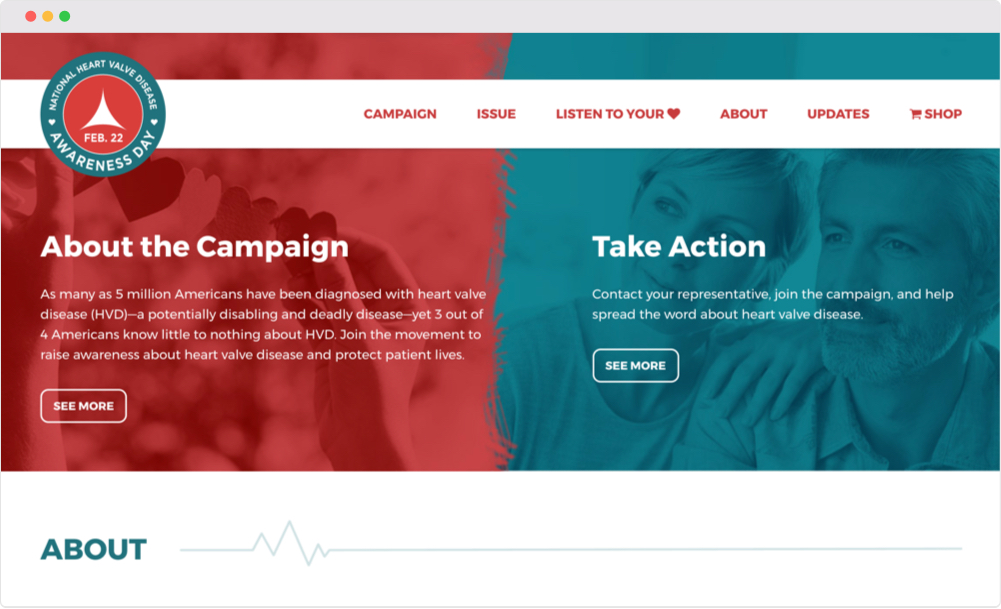 NATIONAL HEART VALVE DISEASE
FEB. 22
AWARENESS DAY
CAMPAIGN
ISSUE
LISTEN TO YOUR
ABOUT
UPDATES
SHOP
About the Campaign
As many as 5 million Americans have been diagnosed with heart valve
disease (HVD)—a potentially disabling and deadly disease—yet 3 out of
4 Americans know little to nothing about HVD. Join the movement to
raise awareness about heart valve disease and protect patient lives.
SEE MORE
Take Action
Contact your representative, join the campaign, and help
spread the word about heart valve disease.
SEE MORE
ABOUT